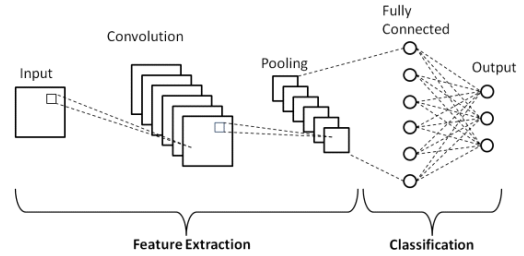 Input
Convolution
Pooling
Fully
Connected
Output
Feature Extraction
Classification